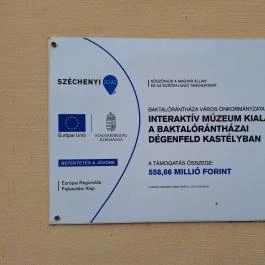 SZÉCHENYI 2020
KÖSZÖNJÜK A MAGYAR ÁLLAM
ÉS AZ EURÓPAI UNIÓ TÁMOGATÁSÁT
BAKTALÓRÁNTHÁZA VÁROS ÖNKORMÁNYZATA
INTERAKTÍV MÚZEUM KIALA
A BAKTALÓRÁNTHÁZAI
DÉGENFELD KASTÉLYBAN
Európai Unió
MAGYARORSZÁG
KORMÁNYA
BEFEKTETÉS A JÖVŐBE
A TÁMOGATÁS ÖSSZEGE:
558,66 MILLIÓ FORINT
Európai Regionális
Fejlesztési Alap